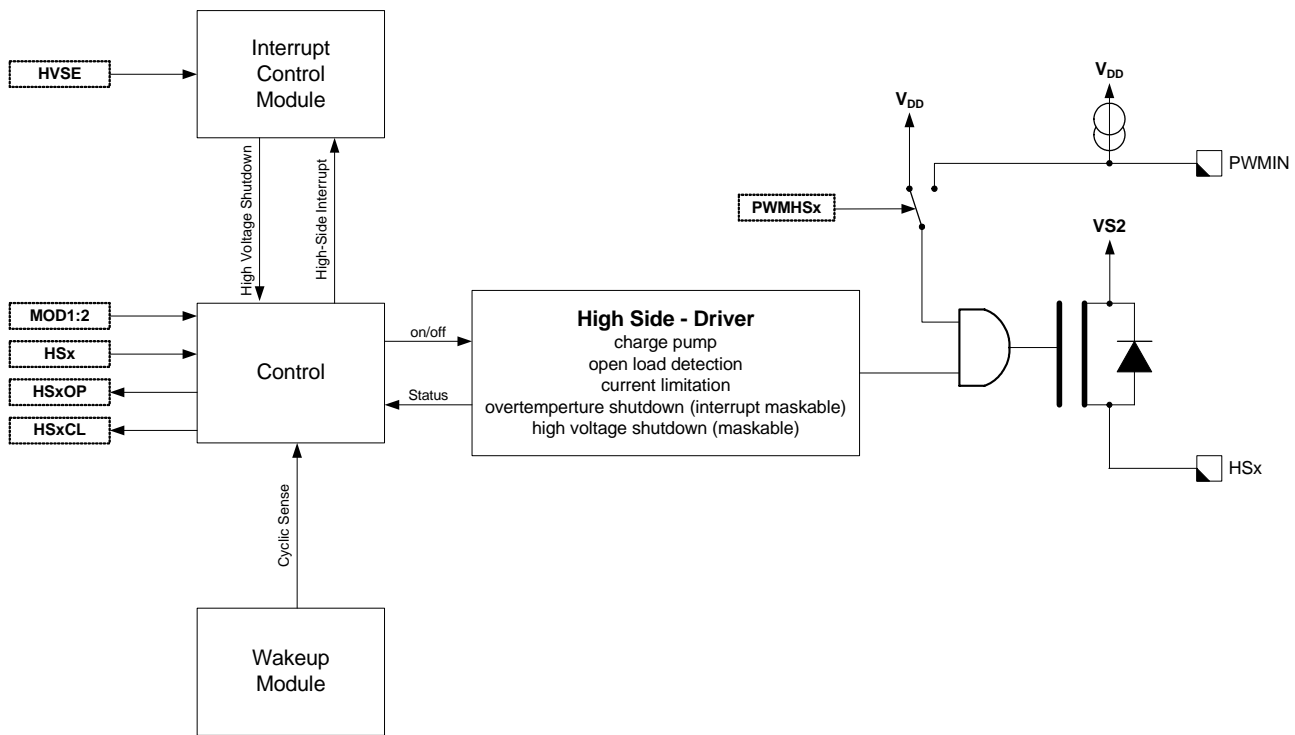 Interrupt
Control
Module
HVSE
High Voltage Shutdown
High-Side Interrupt
VDD
VDD
PWMIN
PWMHSx
VS2
MOD1:2
HSx
HSxOP
HSxCL
Control
on/off
Status
High Side - Driver
charge pump
open load detection
current limitation
overtemperture shutdown (interrupt maskable)
high voltage shutdown (maskable)
HSx
Cyclic Sense
Wakeup
Module